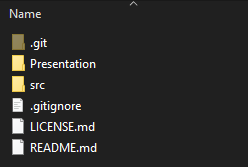 Name
.git
Presentation
src
.gitignore
LICENSE.md
README.md